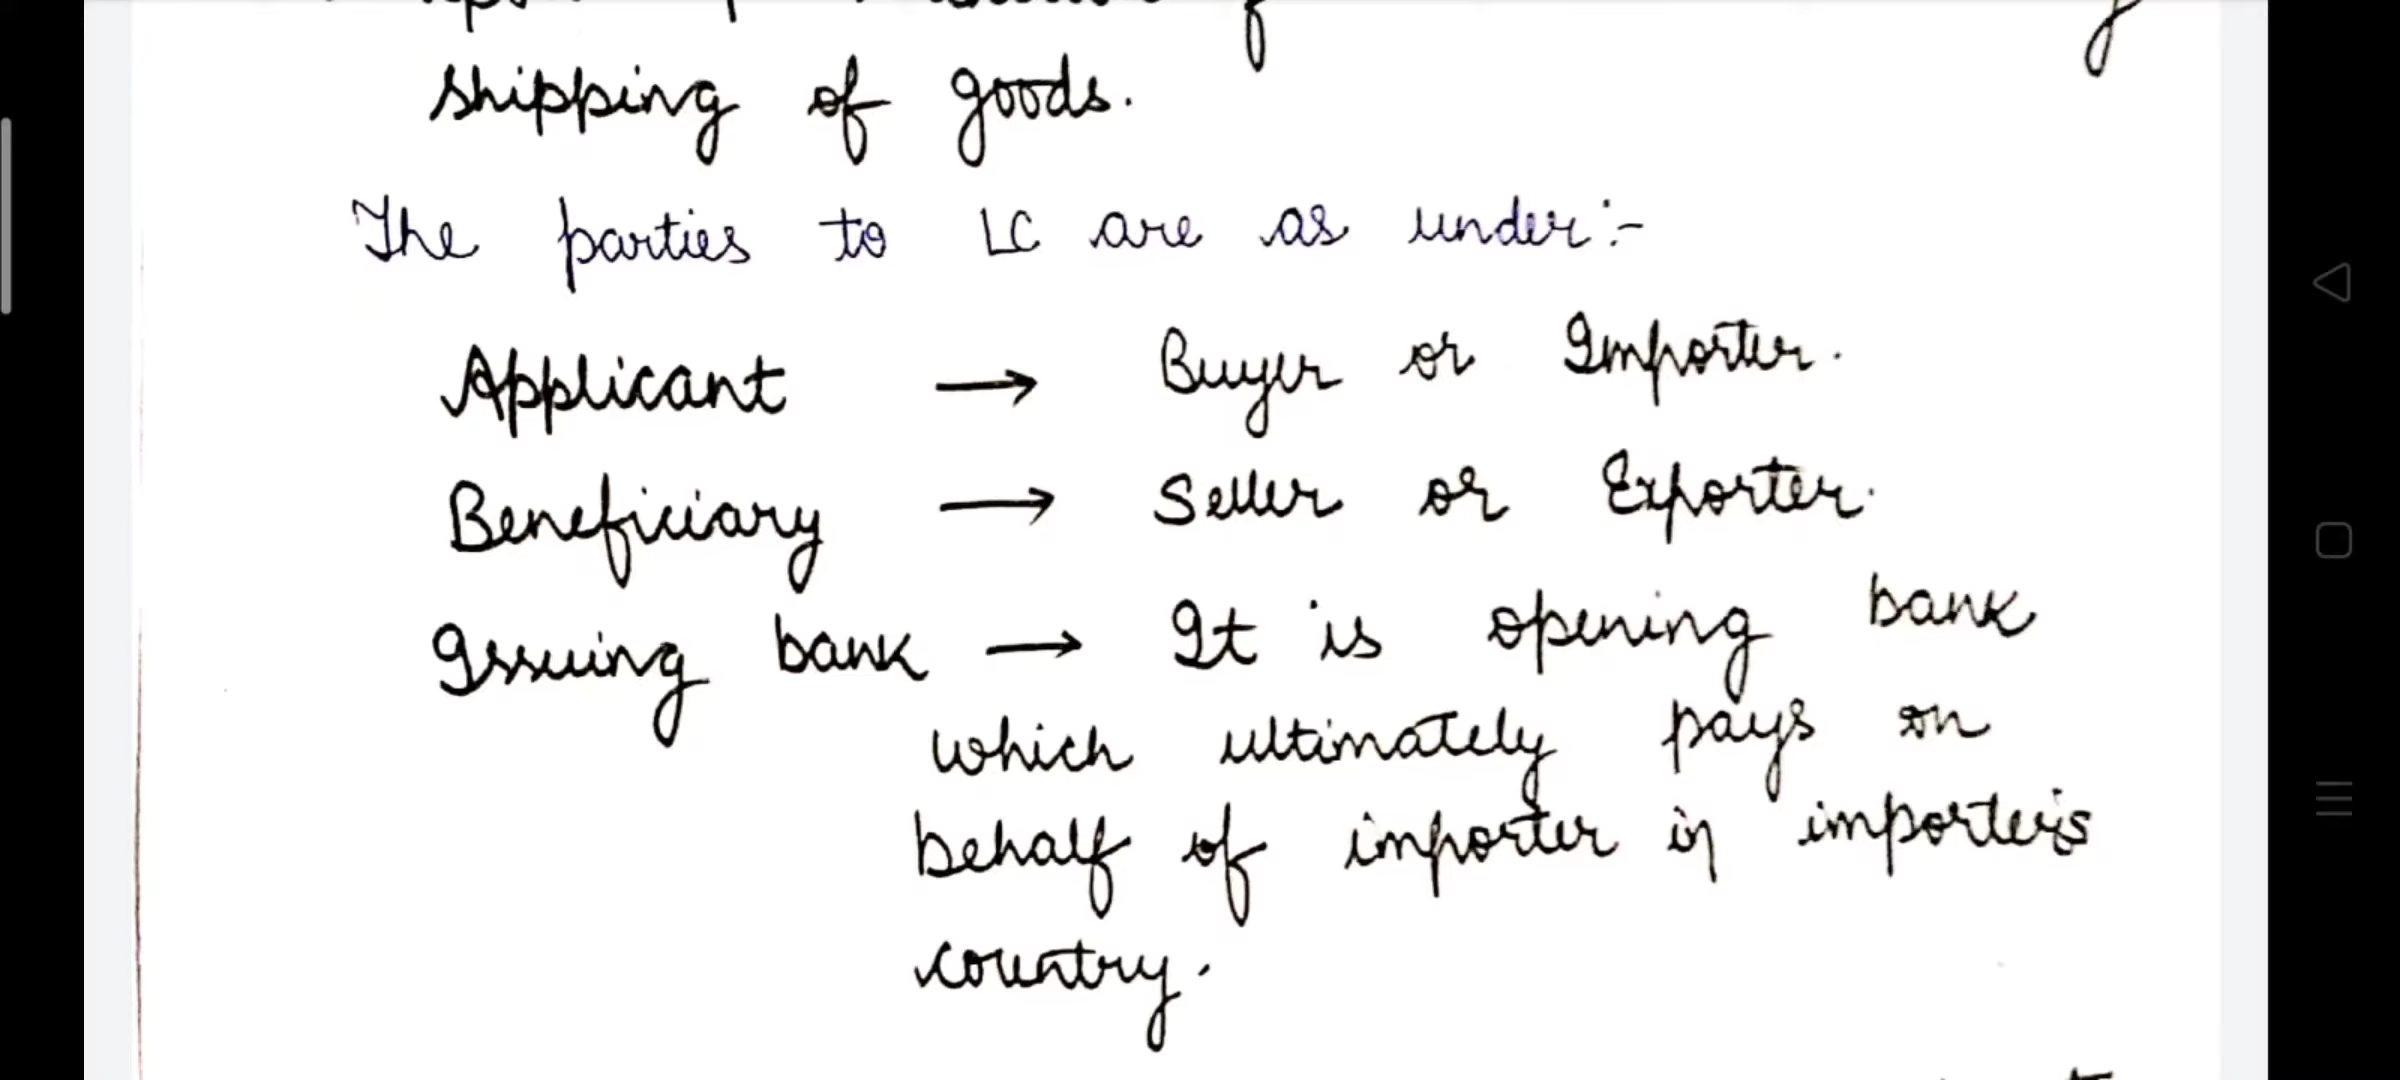 shipping of goods.
The parties to LC are as under :-
Applicant → Buyer or Importer.
Beneficiary → Seller or Exporter.
Issuing bank → It is opening bank
which ultimately pays on
behalf of importer in importer's
country.